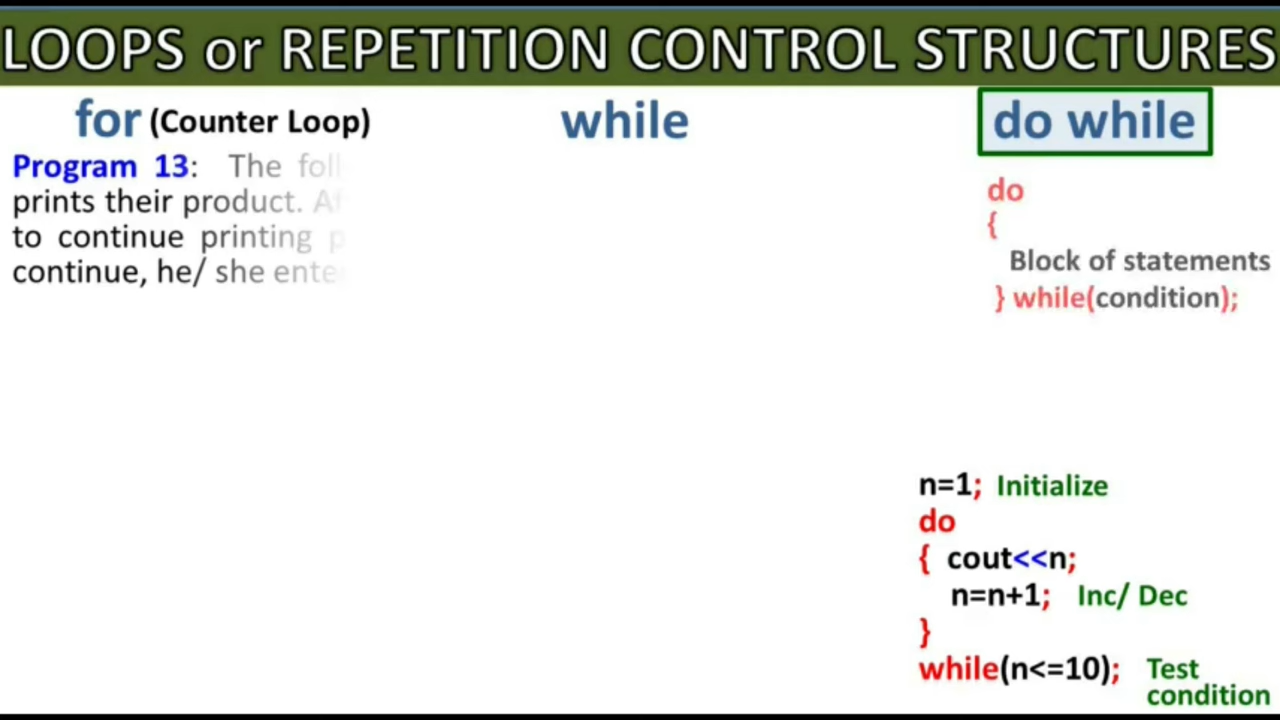 LOOPS or REPETITION CONTROL STRUCTURES
for (Counter Loop)
while
do while
Program 13: The
prints their product.
to continue printing
continue, he/ she
do
{
Block of statements
} while(condition);
n=1; Initialize
do
{ cout<<n;
n=n+1; Inc/ Dec
}
while(n<=10); Test
condition